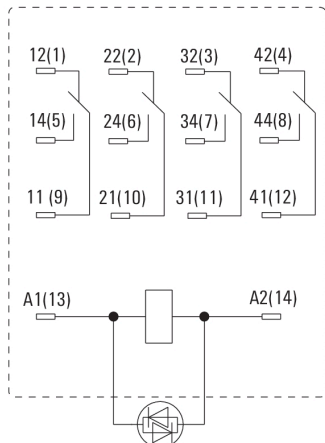 12(1) 22(2) 32(3) 42(4)
14(5) 24(6) 34(7) 44(8)
11 (9) 21(10) 31(11) 41(12)
A1(13) A2(14)